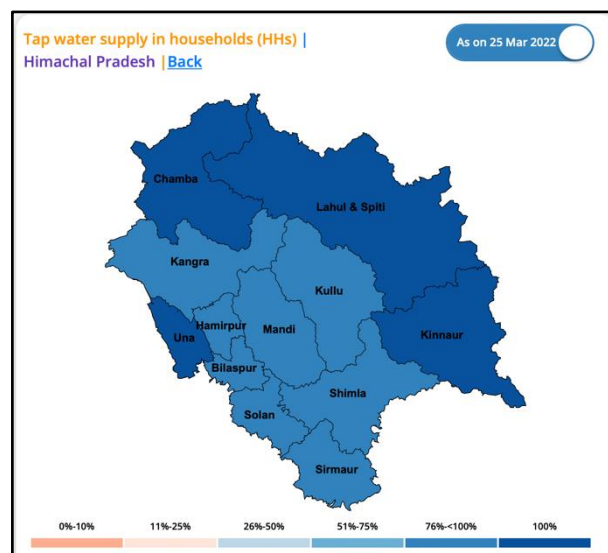 Tap water supply in households (HHs) |
Himachal Pradesh |Back
As on 25 Mar 2022
Chamba
Lahul & Spiti
Kangra
Kullu
Hamirpur
Mandi
Una
Kinnaur
Bilaspur
Shimla
Solan
Sirmaur
0%-10% 11%-25% 26%-50% 51%-75% 76%-<100% 100%